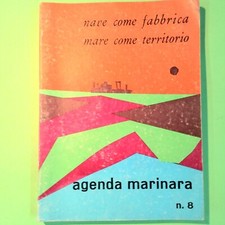 nave come fabbrica
mare come territorio
agenda marinara
n. 8